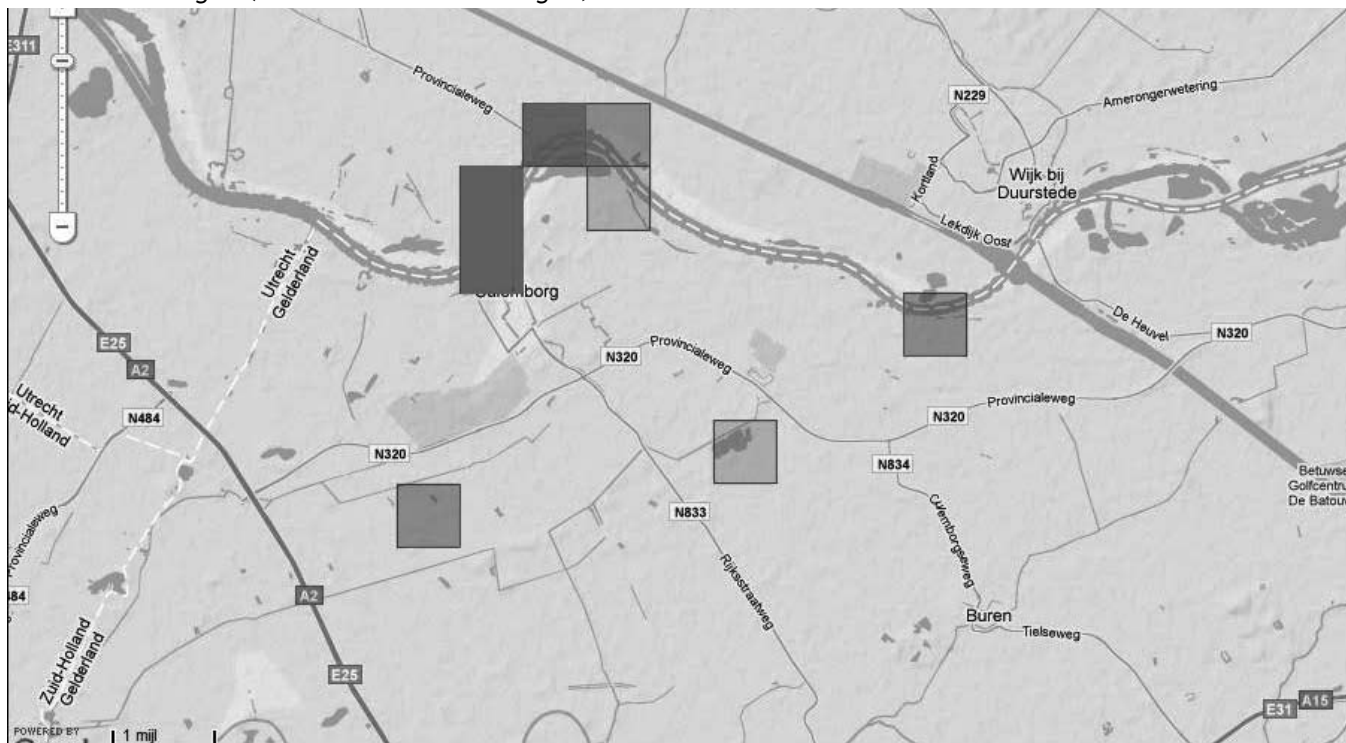 E311
Provincialeweg
N229
Amerongerwetering
Kortland
Wijk bij
Duurstede
Lekdijk Oost
Utrecht
Gelderland
De Heuvel
N320
E25
A2
N320
Provincialeweg
Utrecht
N484
N320
Provincialeweg
N320
N834
Betuwse
De Batouw
N833
Provincialeweg
Rijksstraatweg
A2
Buren
Tielseweg
Zuid-Holland
Gelderland
E25
E31
A15
POWERED BY
1 mijl